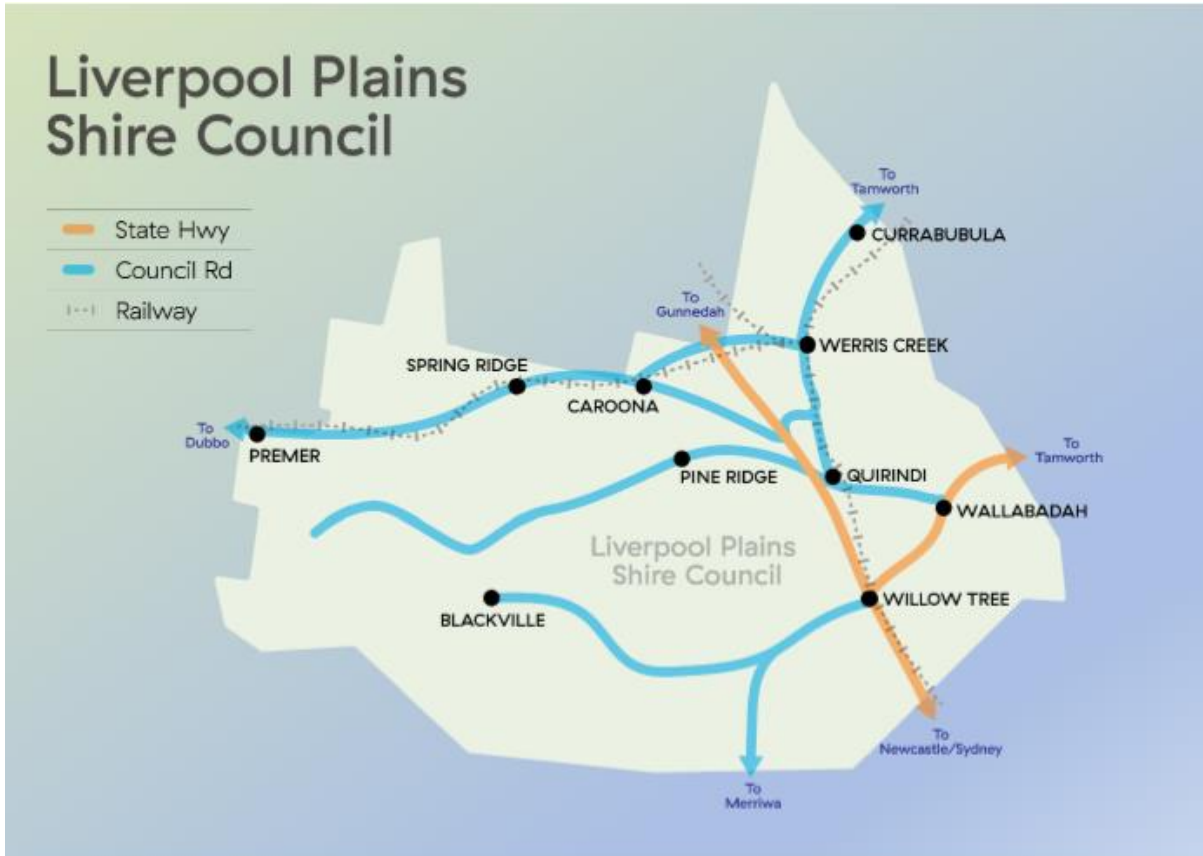 Liverpool Plains
Shire Council
State Hwy
Council Rd
Railway
To
Tamworth
CURRABUBULA
To
Gunnedah
WERRIS CREEK
SPRING RIDGE
CAROONA
To
Dubbo
PREMER
PINE RIDGE
QUIRINDI
To
Tamworth
WALLABADAH
Liverpool Plains
Shire Council
BLACKVILLE
WILLOW TREE
To
Newcastle/Sydney
To
Merriwa